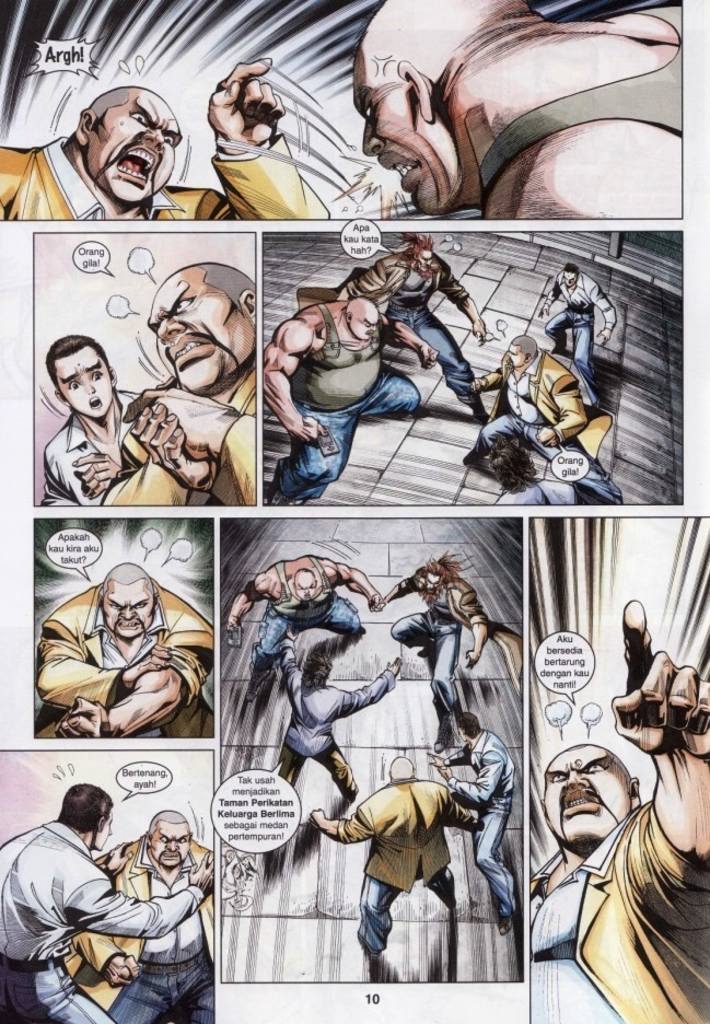 Argh!
Orang
gila!
Apa
kau kata
hah?
Orang
gila!
Apakah
kau kira aku
takut?
Bertenang,
ayah!
Tak usah
menjadikan
Taman Perikatan
Keluarga Berlima
sebagai medan
pertempuran!
Aku
bersedia
bertarung
dengan kau
nanti!
10